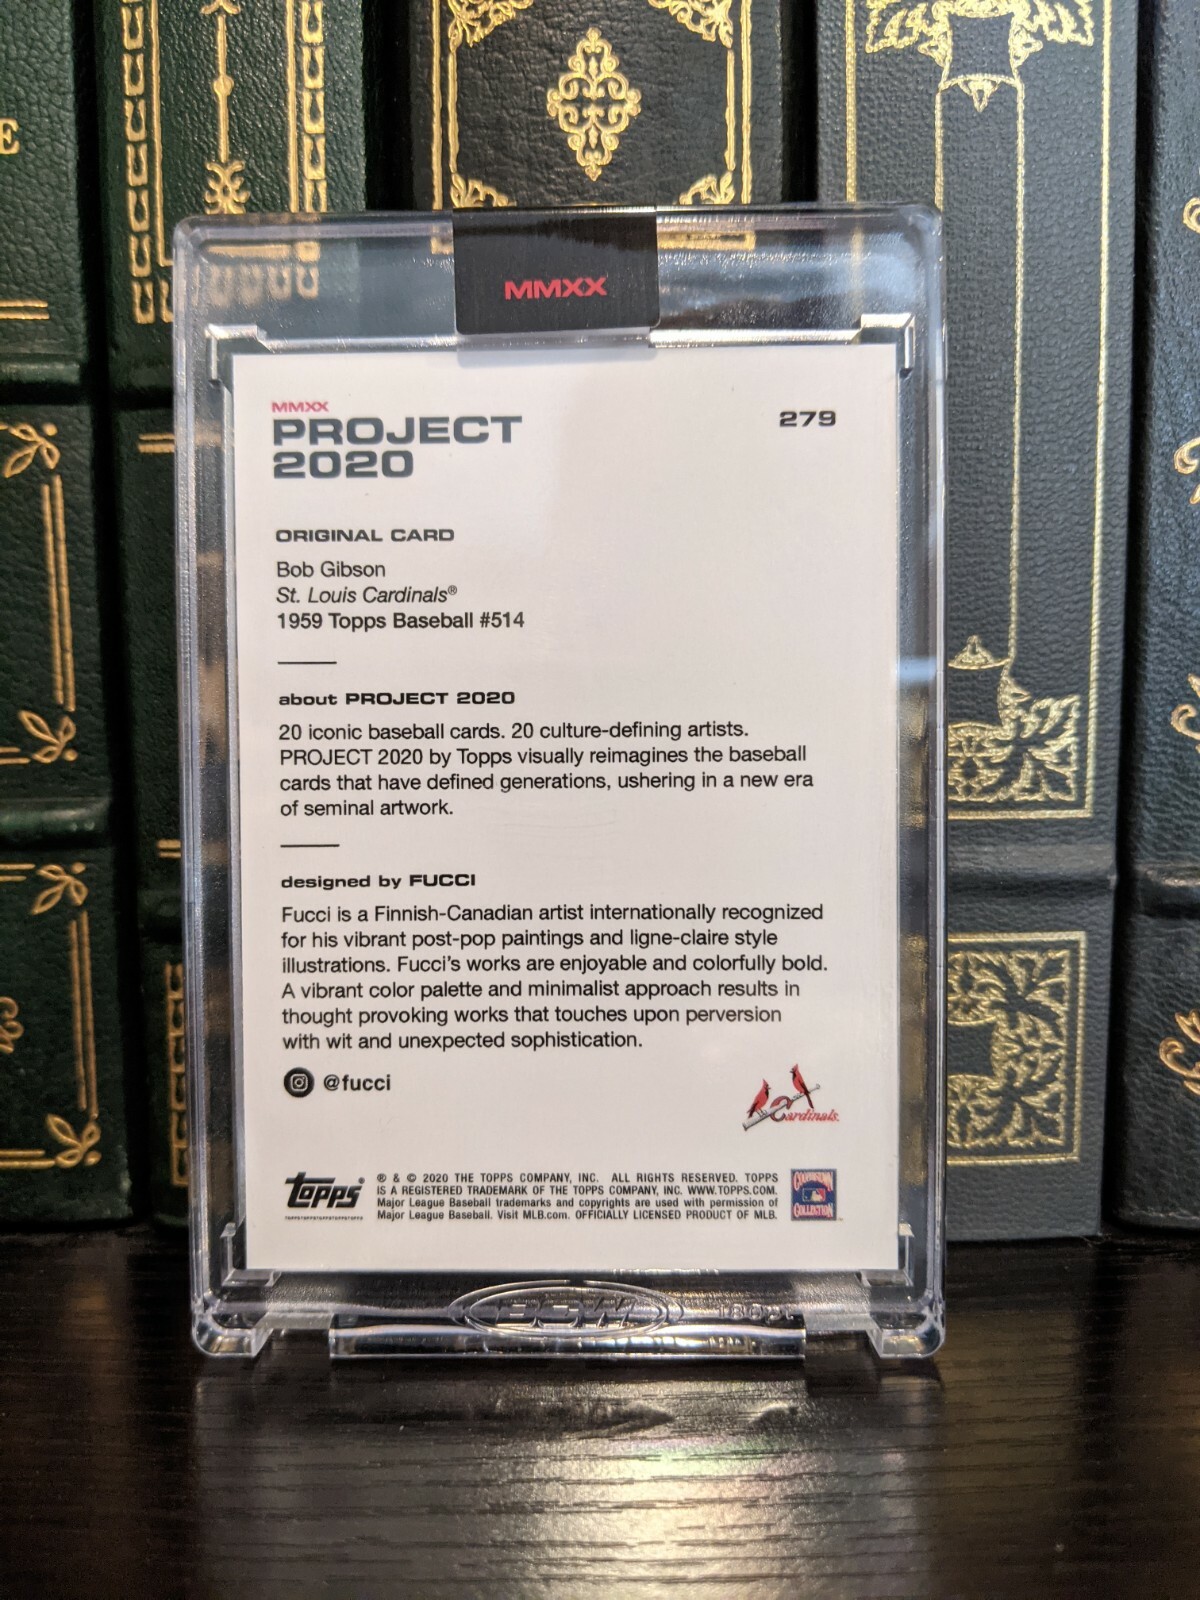 E
MMXX
MMXX
PROJECT
2020
279
ORIGINAL CARD
Bob Gibson
St. Louis Cardinals®
1959 Topps Baseball #514
about PROJECT 2020
20 iconic baseball cards. 20 culture-defining artists.
PROJECT 2020 by Topps visually reimagines the baseball
cards that have defined generations, ushering in a new era
of seminal artwork.
designed by FUCCI
Fucci is a Finnish-Canadian artist internationally recognized
for his vibrant post-pop paintings and ligne-claire style
illustrations. Fucci's works are enjoyable and colorfully bold.
A vibrant color palette and minimalist approach results in
thought provoking works that touches upon perversion
with wit and unexpected sophistication.
@fucci
Cardinals
topps
® & © 2020 THE TOPPS COMPANY, INC. ALL RIGHTS RESERVED. TOPPS
IS A REGISTERED TRADEMARK OF THE TOPPS COMPANY, INC. WWW.TOPPS.COM.
Major League Baseball trademarks and copyrights are used with permission of
Major League Baseball. Visit MLB.com. OFFICIALLY LICENSED PRODUCT OF MLB.
COOPERSTOWN
COLLECTION
BCW